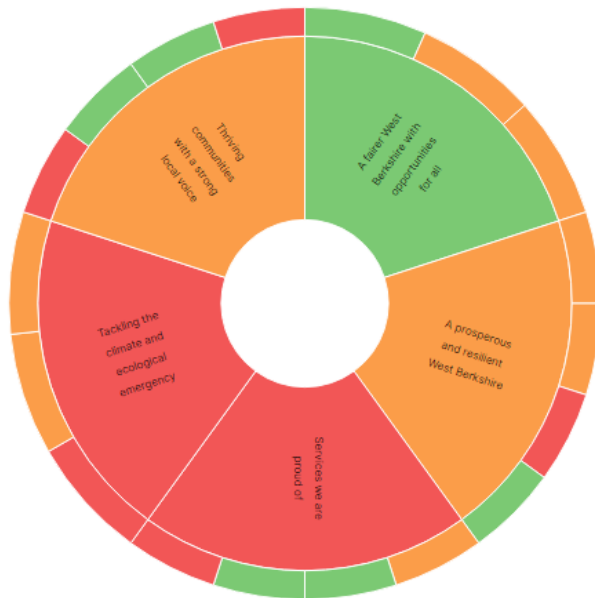 Thriving
communities
with a strong
local voice
A fairer West
Berkshire with
opportunities
for all
Tackling the
climate and
ecological
emergency
A prosperous
and resilient
West Berkshire
Services we are
proud of